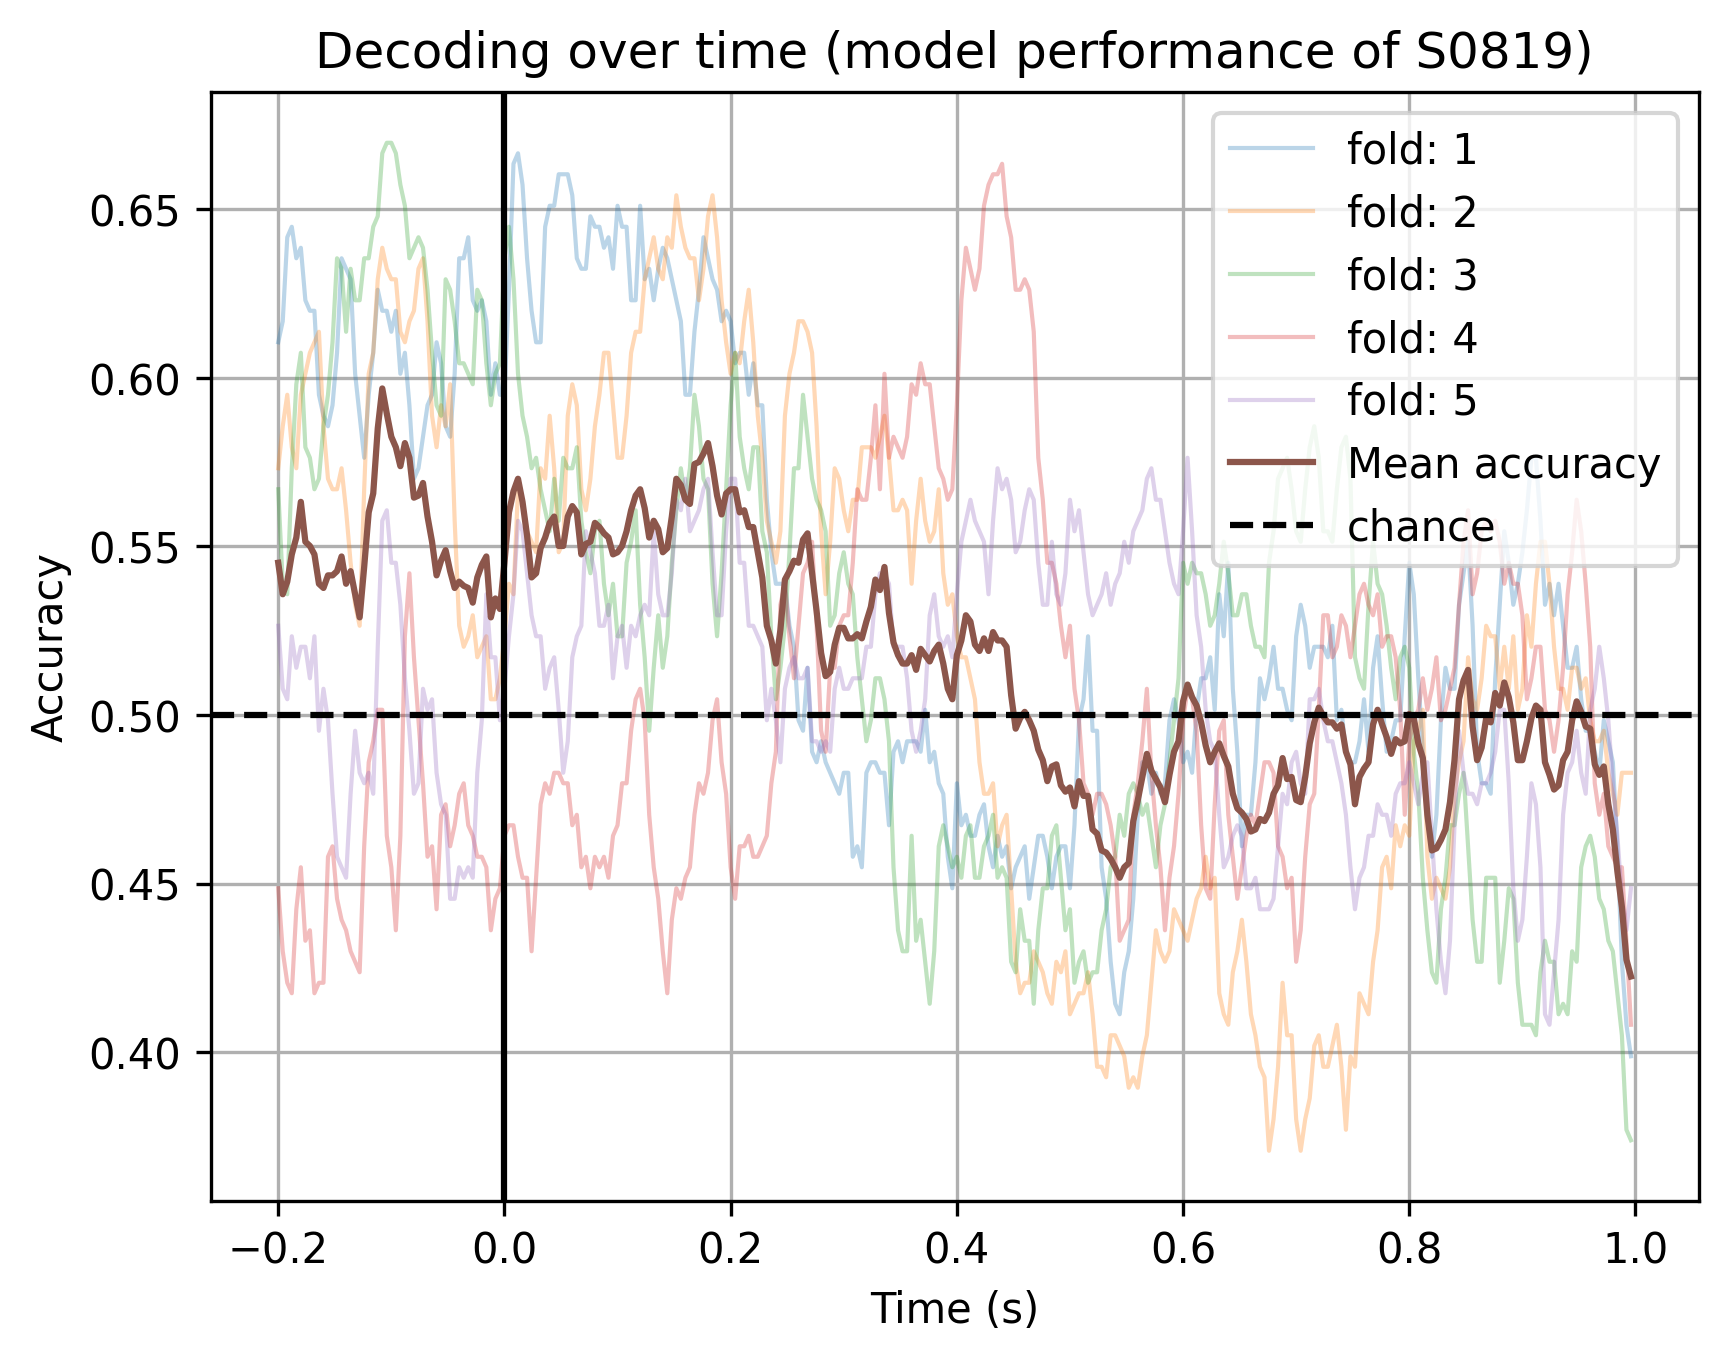 Decoding over time (model performance of S0819)
Accuracy
0.65
0.60
0.55
0.50
0.45
0.40
fold: 1
fold: 2
fold: 3
fold: 4
fold: 5
Mean accuracy
chance
−0.2 0.0 0.2 0.4 0.6 0.8 1.0
Time (s)